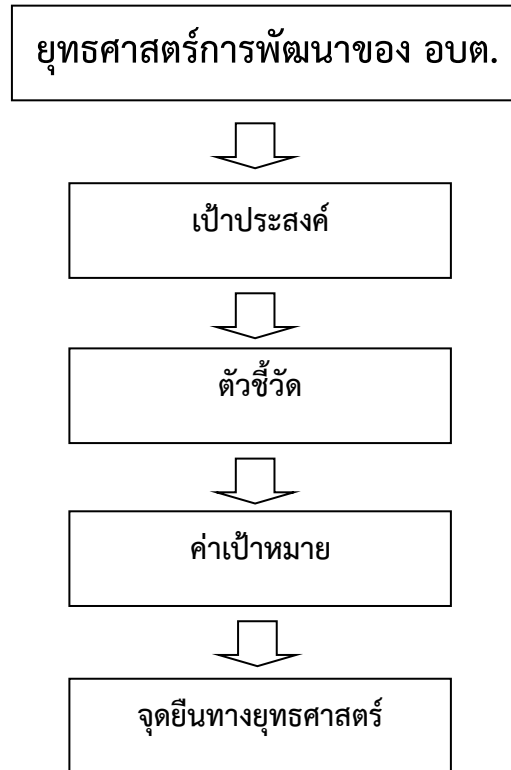 ยุทธศาสตร์การพัฒนาของ อบต.
เป้าประสงค์
ตัวชี้วัด
ค่าเป้าหมาย
จุดยืนทางยุทธศาสตร์